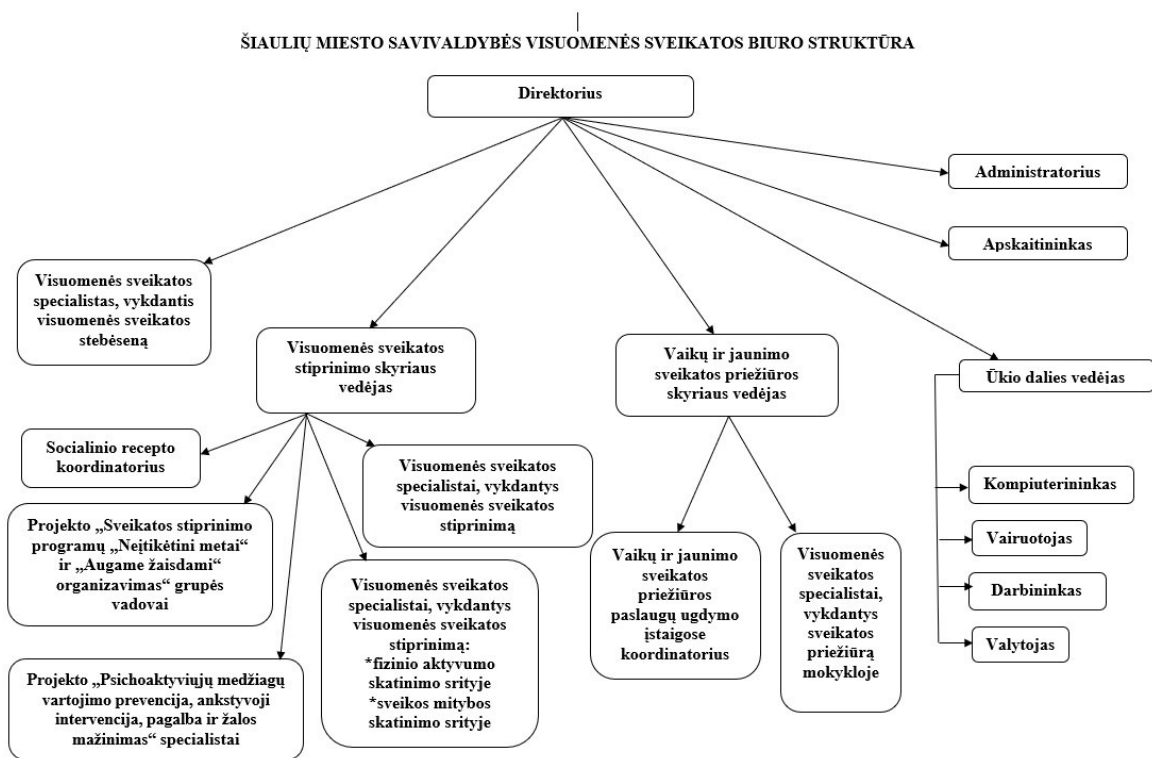 ŠIAULIŲ MIESTO SAVIVALDYBĖS VISUOMENĖS SVEIKATOS BIURO STRUKTŪRA
Direktorius
Administratorius
Apskaitininkas
Visuomenės sveikatos
specialistas, vykdantis
visuomenės sveikatos
stebėseną
Visuomenės sveikatos
stiprinimo skyriaus
vedėjas
Vaikų ir jaunimo
sveikatos priežiūros
skyriaus vedėjas
Ūkio dalies vedėjas
Socialinio recepto
koordinatorius
Visuomenės sveikatos
specialistai, vykdantys
visuomenės sveikatos
stiprinimą
Projekto „Sveikatos stiprinimo
programų „Neįtikėtini metai“
ir „Augame žaisdami“
organizavimas“ grupės
vadovai
Projekto „Psichoaktyviųjų medžiagų
vartojimo prevencija, ankstyvoji
intervencija, pagalba ir žalos
mažinimas“ specialistai
Visuomenės sveikatos
specialistai, vykdantys
visuomenės sveikatos
stiprinimą:
*fizinio aktyvumo
skatinimo srityje
*sveikos mitybos
skatinimo srityje
Vaikų ir jaunimo
sveikatos
priežiūros
paslaugų ugdymo
įstaigose
koordinatorius
Visuomenės
sveikatos
specialistai,
vykdantys
sveikatos
priežiūrą
mokykloje
Kompiuterininkas
Vairuotojas
Darbininkas
Valytojas